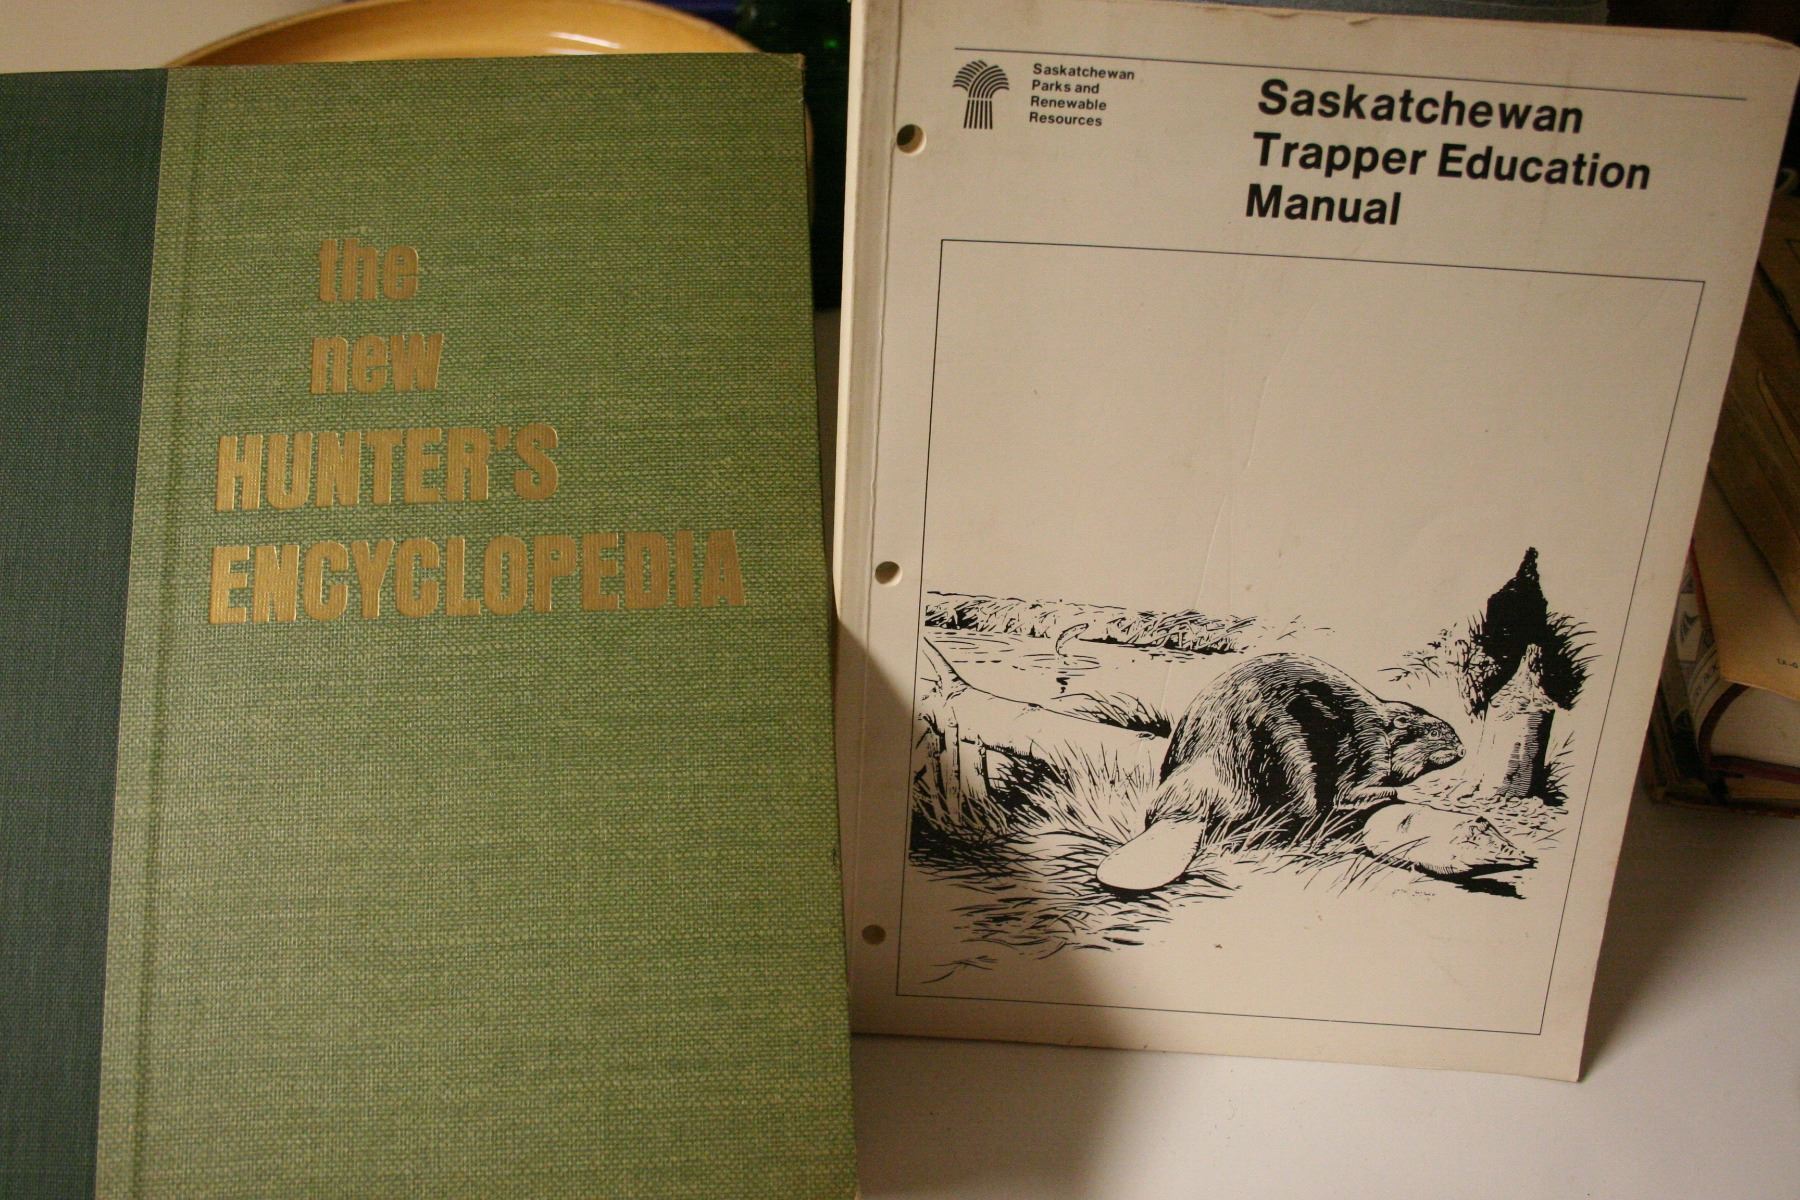 the
new
HUNTER'S
ENCYCLOPEDIA
Saskatchewan
Parks and
Renewable
Resources
Saskatchewan
Trapper Education
Manual